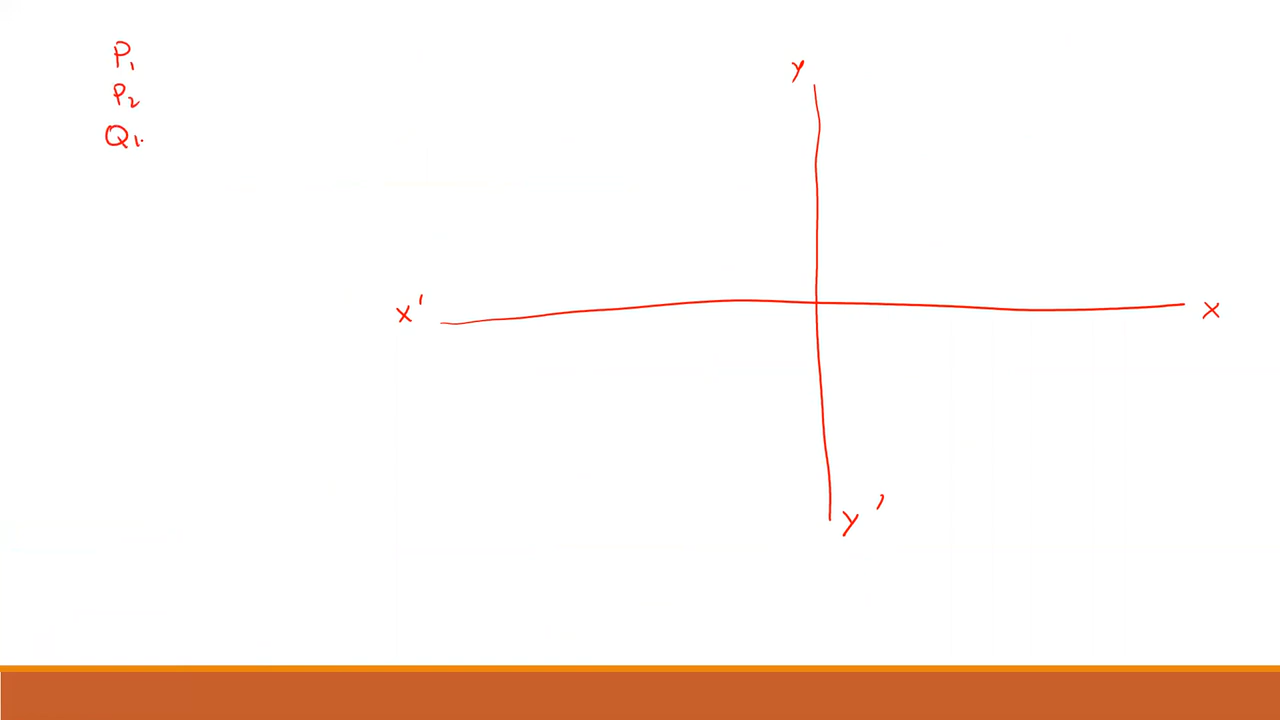 P₁
P₂
Q₁.
y
x'
x
y'